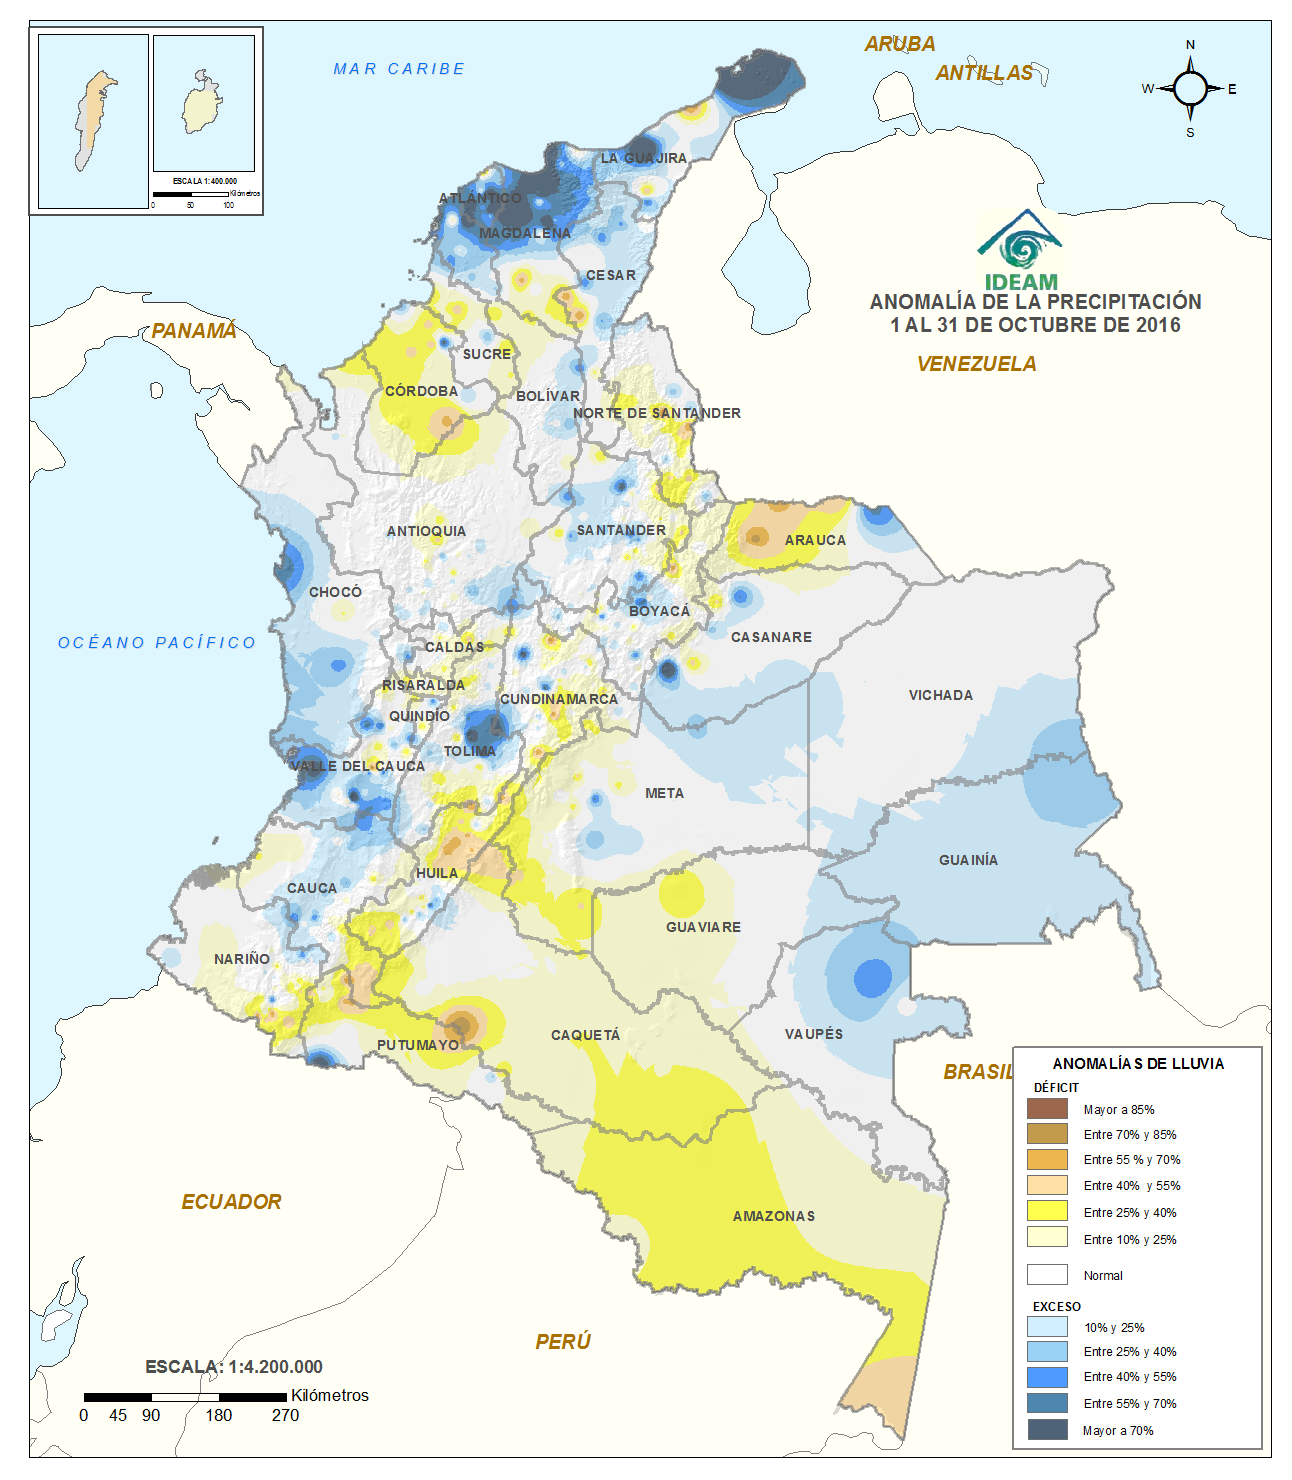 MAR CARIBE
ARUBA
ANTILLAS
N
W
E
S
ESCALA 1:400.000
Kilómetros
0 50 100
IDEAM
ANOMALÍA DE LA PRECIPITACIÓN
1 AL 31 DE OCTUBRE DE 2016
PANAMÁ
VENEZUELA
LA GUAJIRA
ATLÁNTICO
MAGDALENA
CESAR
SUCRE
CÓRDOBA
BOLÍVAR
NORTE DE SANTANDER
ANTIOQUIA
SANTANDER
ARAUCA
CHOCÓ
BOYACÁ
CASANARE
OCÉANO PACÍFICO
CALDAS
RISARALDA
CUNDINAMARCA
VICHADA
QUINDÍO
TOLIMA
VALLE DEL CAUCA
META
GUAINÍA
HUILA
CAUCA
GUAVIARE
NARIÑO
VAUPÉS
CAQUETÁ
PUTUMAYO
BRASIL
AMAZONAS
ECUADOR
PERÚ
ESCALA: 1:4.200.000
Kilómetros
0 45 90 180 270
ANOMALÍAS DE LLUVIA
DÉFICIT
Mayor a 85%
Entre 70% y 85%
Entre 55 % y 70%
Entre 40% y 55%
Entre 25% y 40%
Entre 10% y 25%
Normal
EXCESO
10% y 25%
Entre 25% y 40%
Entre 40% y 55%
Entre 55% y 70%
Mayor a 70%